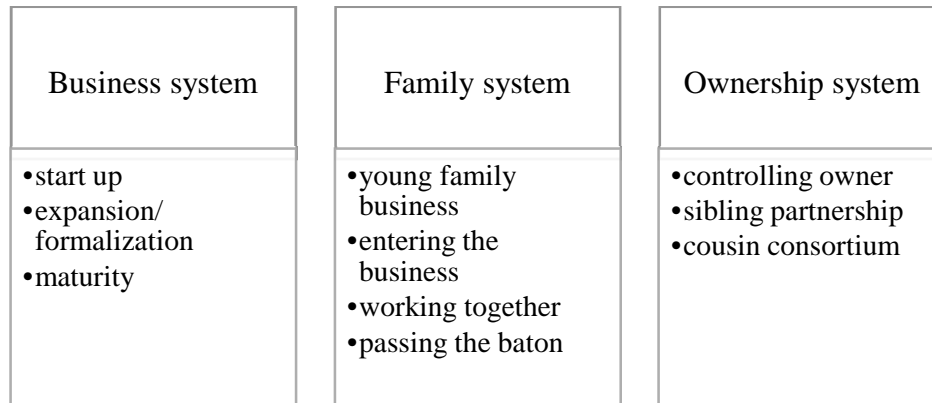 Business system
•start up
•expansion/
formalization
•maturity
Family system
•young family
business
•entering the
business
•working together
•passing the baton
Ownership system
•controlling owner
•sibling partnership
•cousin consortium